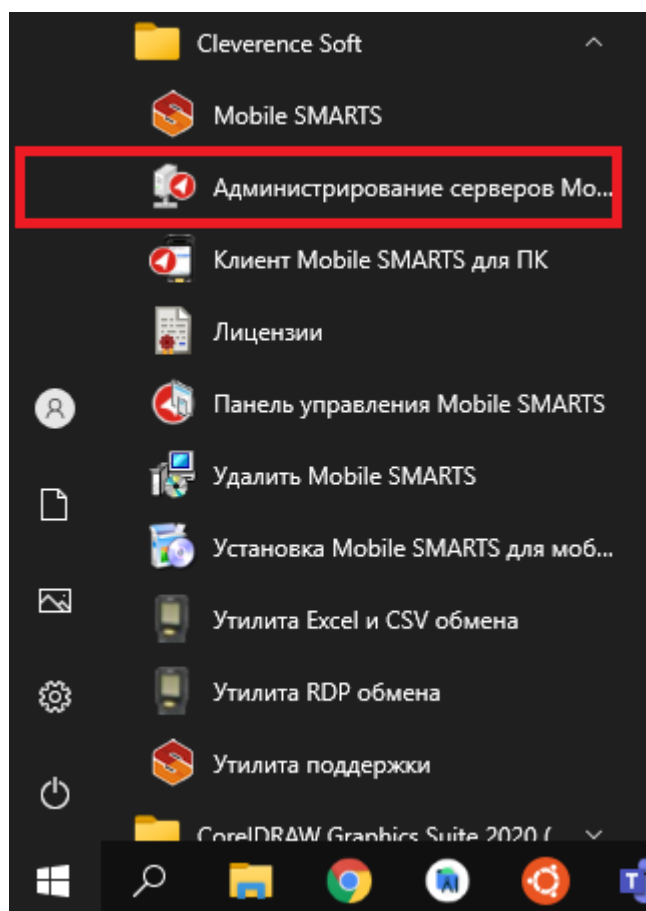 Cleverence Soft
Mobile SMARTS
Администрирование серверов Mo...
Клиент Mobile SMARTS для ПК
Лицензии
Панель управления Mobile SMARTS
Удалить Mobile SMARTS
Установка Mobile SMARTS для моб...
Утилита Excel и CSV обмена
Утилита RDP обмена
Утилита поддержки
CorelDRAW Graphics Suite 2020 (